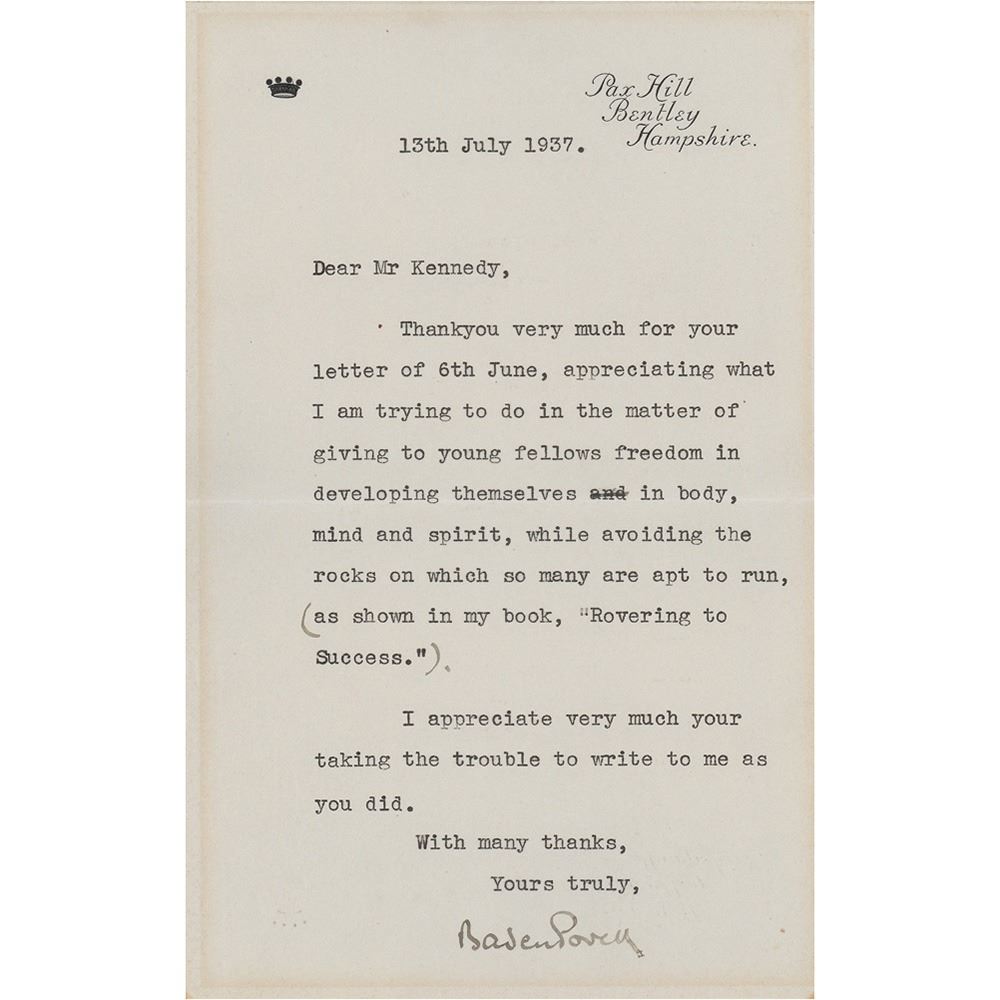 Pax Hill
Bentley
Hampshire.
13th July 1937.
Dear Mr Kennedy,
Thankyou very much for your
letter of 6th June, appreciating what
I am trying to do in the matter of
giving to young fellows freedom in
developing themselves and in body,
mind and spirit, while avoiding the
rocks on which so many are apt to run,
(as shown in my book, "Rovering to
Success.").
I appreciate very much your
taking the trouble to write to me as
you did.
With many thanks,
Yours truly,
Baden Powell